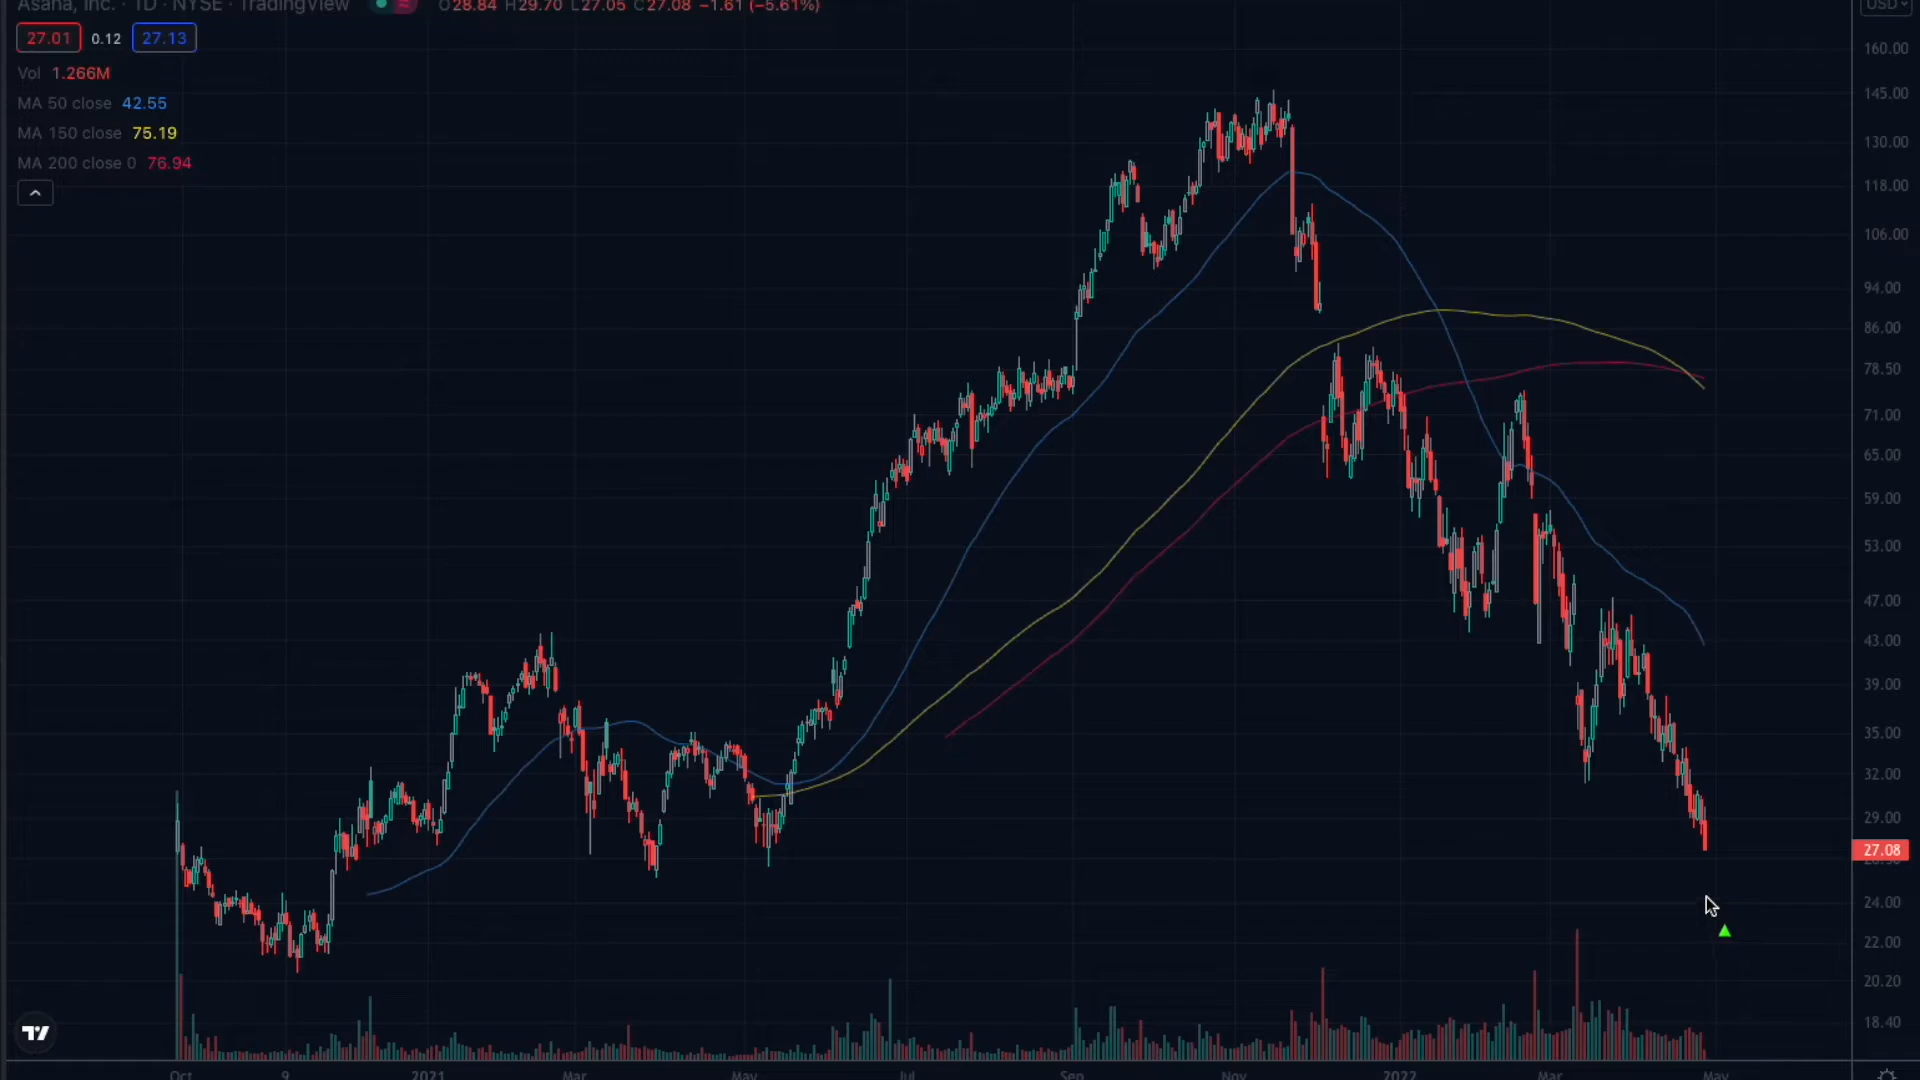 Asana, Inc. · 1D · NYSE · TradingView O28.84 H29.70 L27.05 C27.08 −1.61 (−5.61%)
USD
27.01 0.12 27.13
Vol 1.266M
MA 50 close 42.55
MA 150 close 75.19
MA 200 close 0 76.94
160.00
145.00
130.00
118.00
106.00
94.00
86.00
78.50
71.00
65.00
59.00
53.00
47.00
43.00
39.00
35.00
32.00
29.00
27.08
24.00
22.00
20.20
18.40
Oct 9 2021 Mar May Jul Sep Nov 2022 Mar May